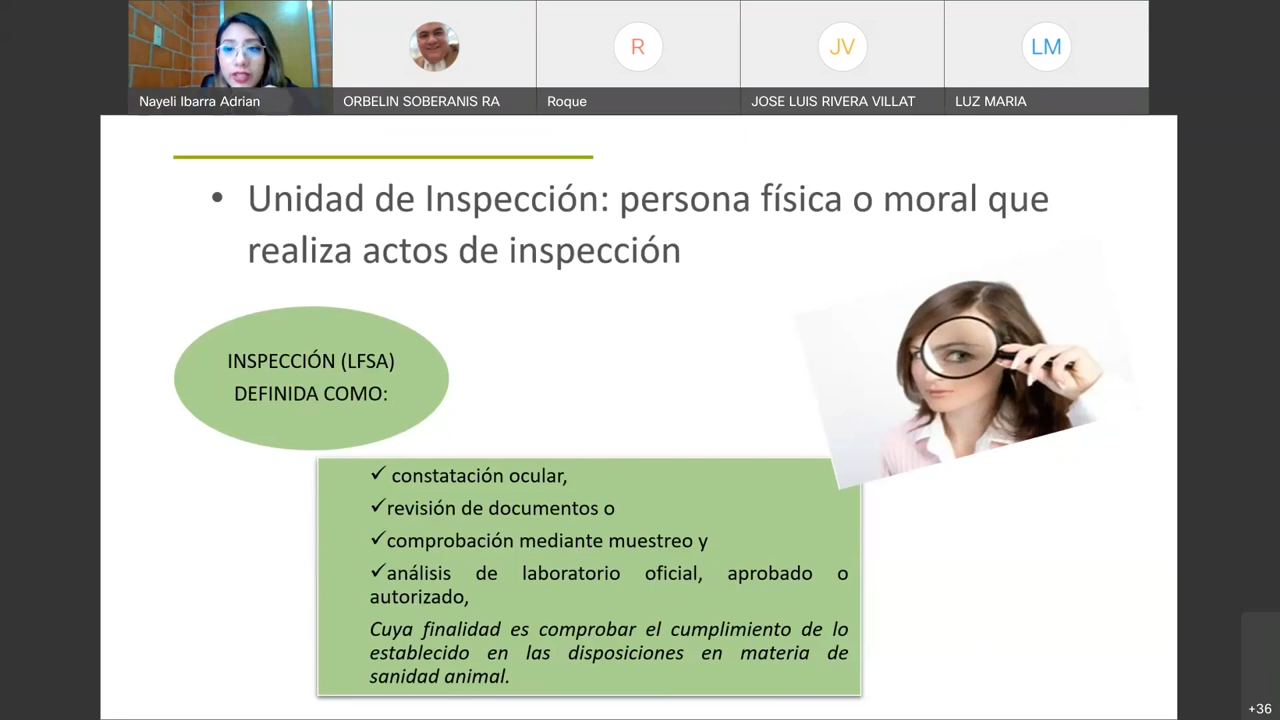 R
JV
LM
Nayeli Ibarra Adrian
ORBELIN SOBERANIS RA
Roque
JOSE LUIS RIVERA VILLAT
LUZ MARIA
• Unidad de Inspección: persona física o moral que
realiza actos de inspección
INSPECCIÓN (LFSA)
DEFINIDA COMO:
✓ constatación ocular,
✓revisión de documentos o
✓comprobación mediante muestreo y
✓análisis de laboratorio oficial, aprobado o
autorizado,
Cuya finalidad es comprobar el cumplimiento de lo
establecido en las disposiciones en materia de
sanidad animal.
+36